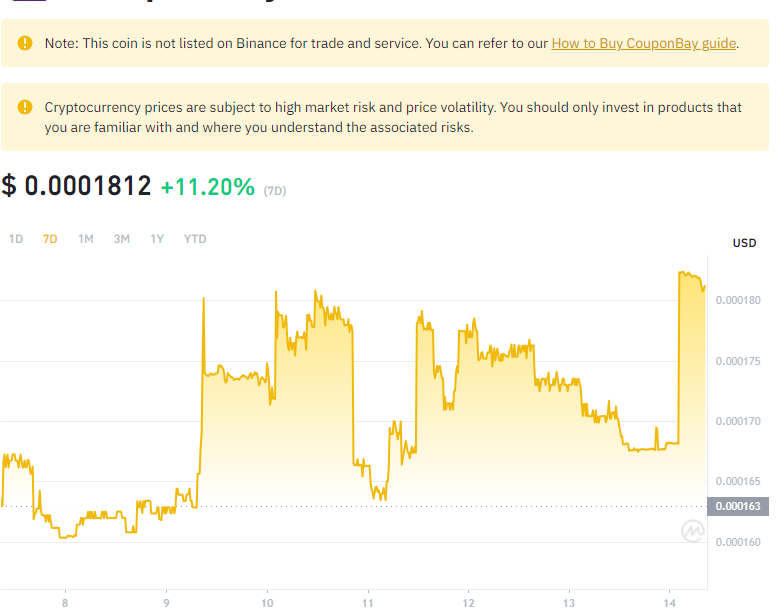 Note: This coin is not listed on Binance for trade and service. You can refer to our How to Buy CouponBay guide.
Cryptocurrency prices are subject to high market risk and price volatility. You should only invest in products that
you are familiar with and where you understand the associated risks.
$ 0.0001812 +11.20% (7D)
1D 7D 1M 3M 1Y YTD
USD
0.000180
0.000175
0.000170
0.000165
0.000163
0.000160
8 9 10 11 12 13 14